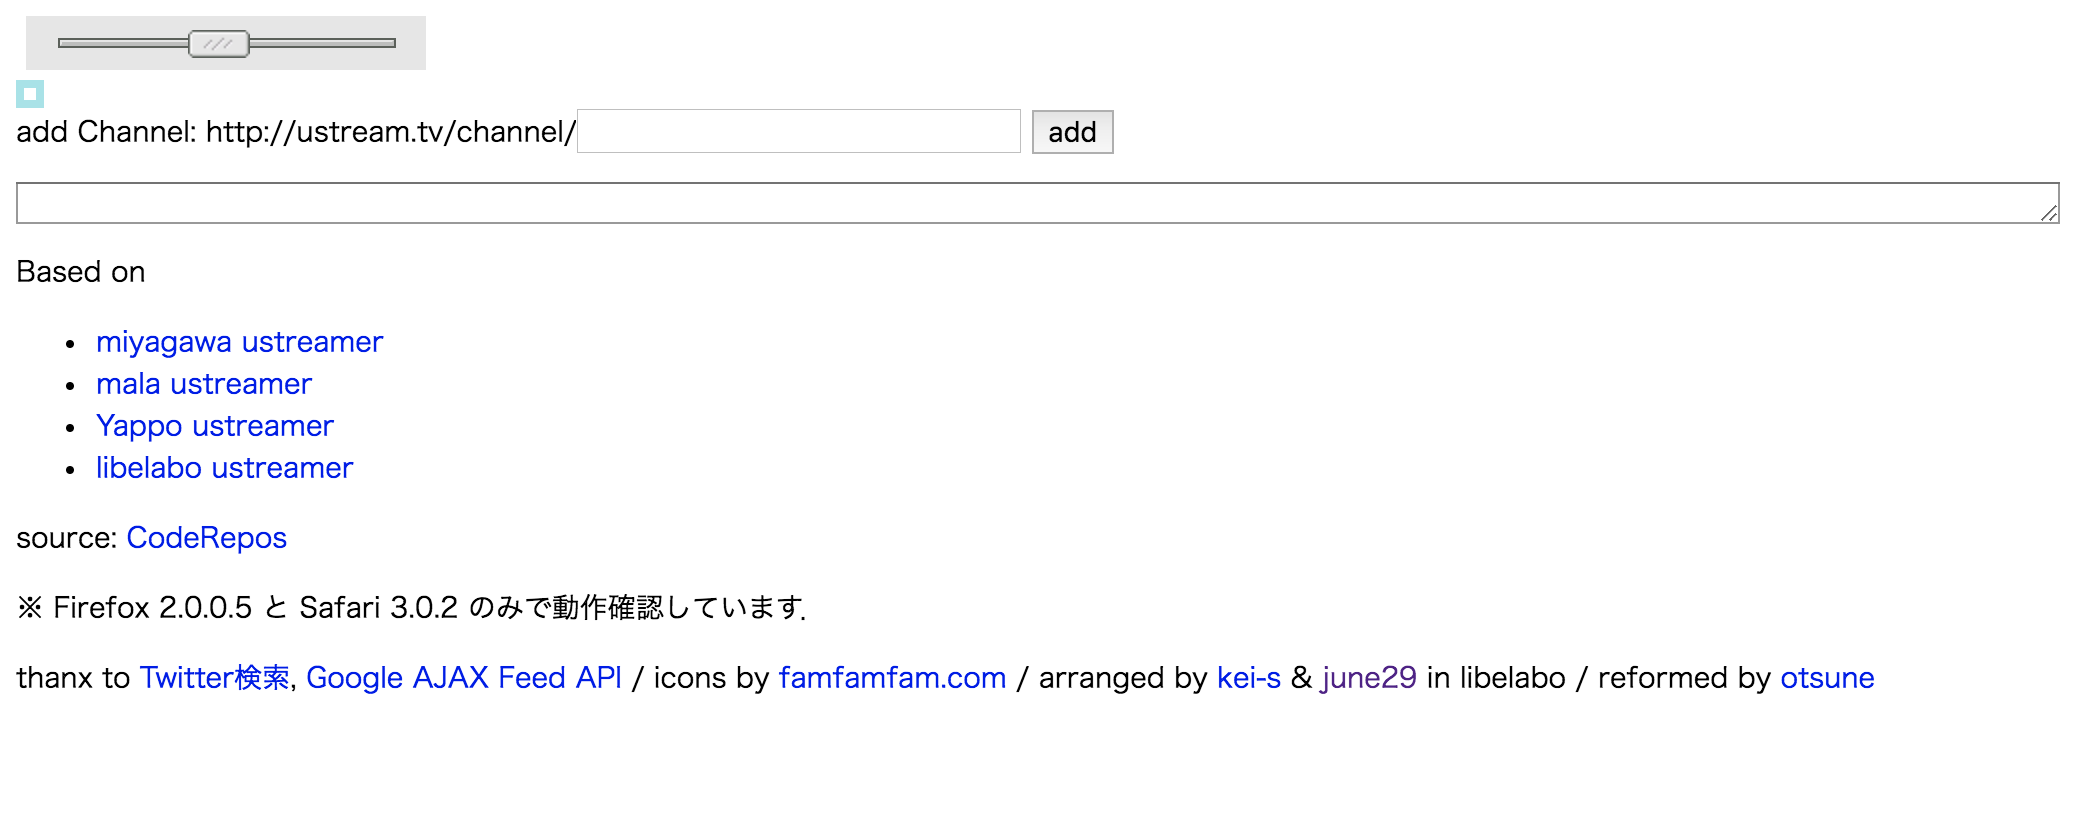 add Channel: http://ustream.tv/channel/ add
Based on
miyagawa ustreamer
mala ustreamer
Yappo ustreamer
libelabo ustreamer
source: CodeRepos
※ Firefox 2.0.0.5 と Safari 3.0.2 のみで動作確認しています.
thanx to Twitter検索, Google AJAX Feed API / icons by famfamfam.com / arranged by kei-s & june29 in libelabo / reformed by otsune